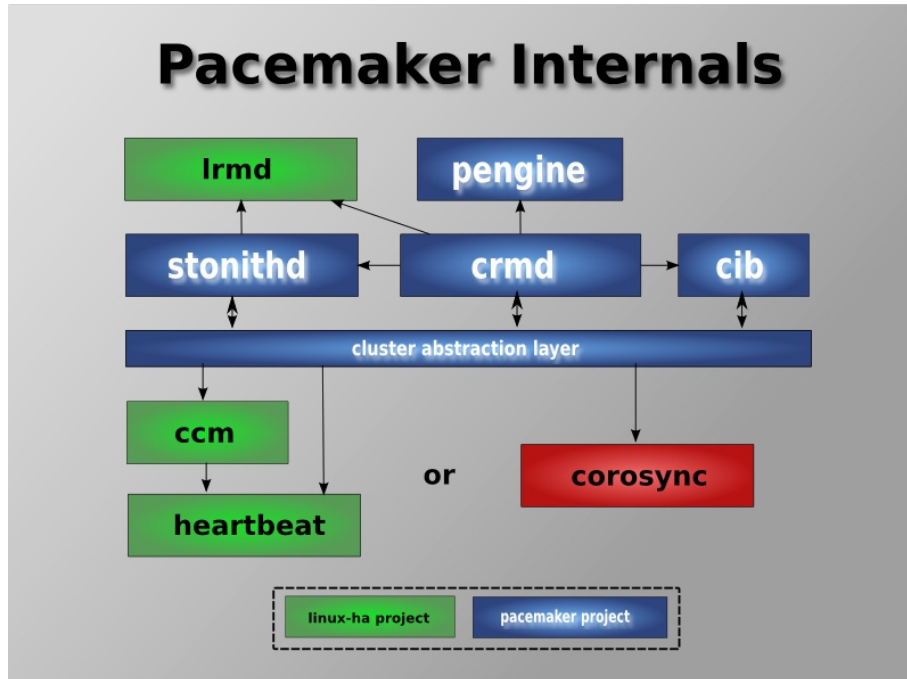 Pacemaker Internals
lrmd
pengine
stonithd
crmd
cib
cluster abstraction layer
ccm
or
corosync
heartbeat
linux-ha project
pacemaker project